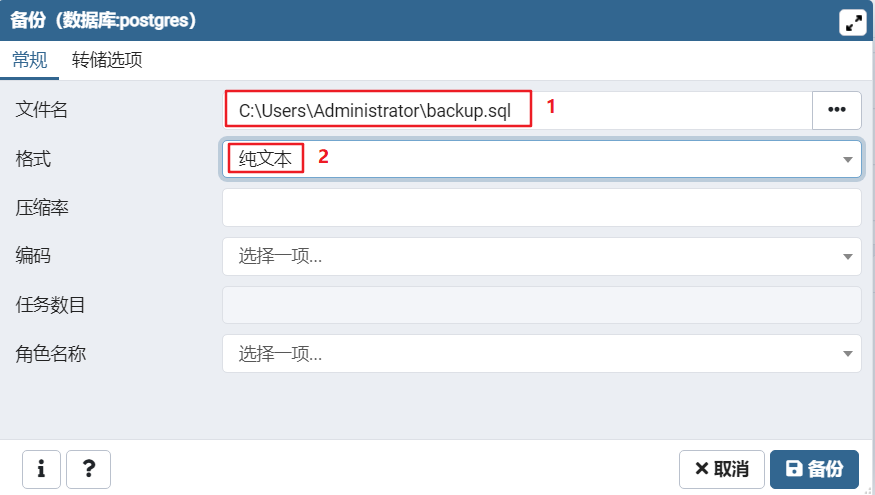 备份（数据库:postgres）
常规 转储选项
文件名 C:\Users\Administrator\backup.sql 1 •••
格式 纯文本 2
压缩率
编码 选择一项...
任务数目
角色名称 选择一项...
i ? ✕ 取消 备份